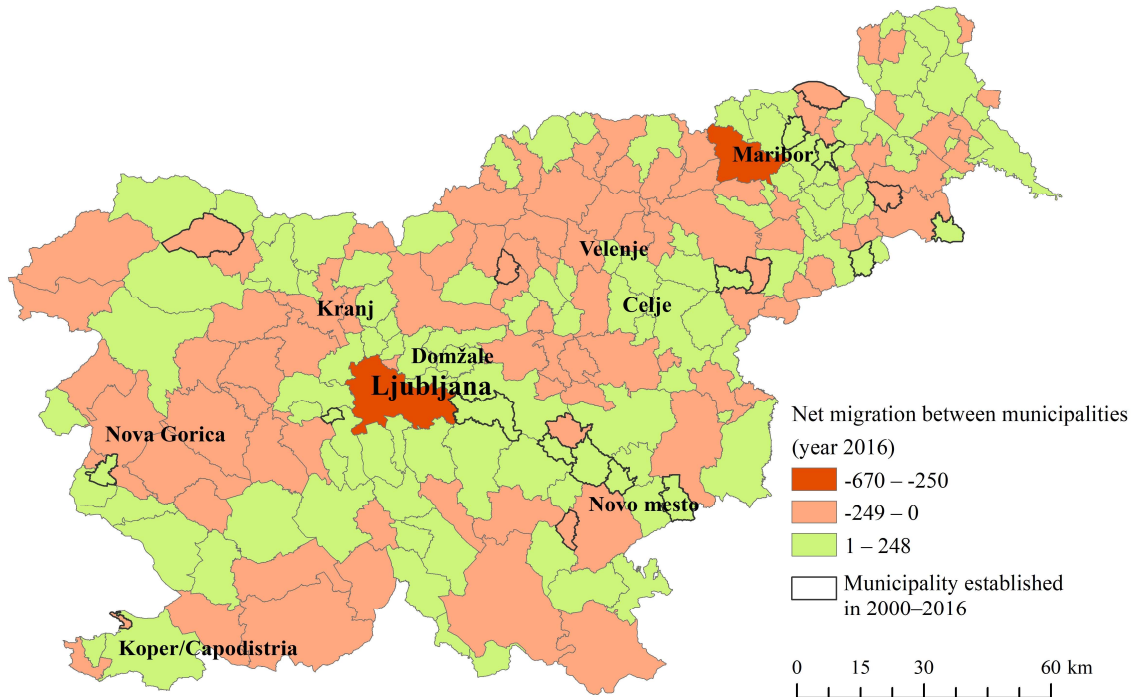 Maribor
Velenje
Celje
Kranj
Domžale
Ljubljana
Nova Gorica
Novo mesto
Koper/Capodistria
Net migration between municipalities
(year 2016)
-670 – -250
-249 – 0
1 – 248
Municipality established
in 2000–2016
0 15 30 60 km